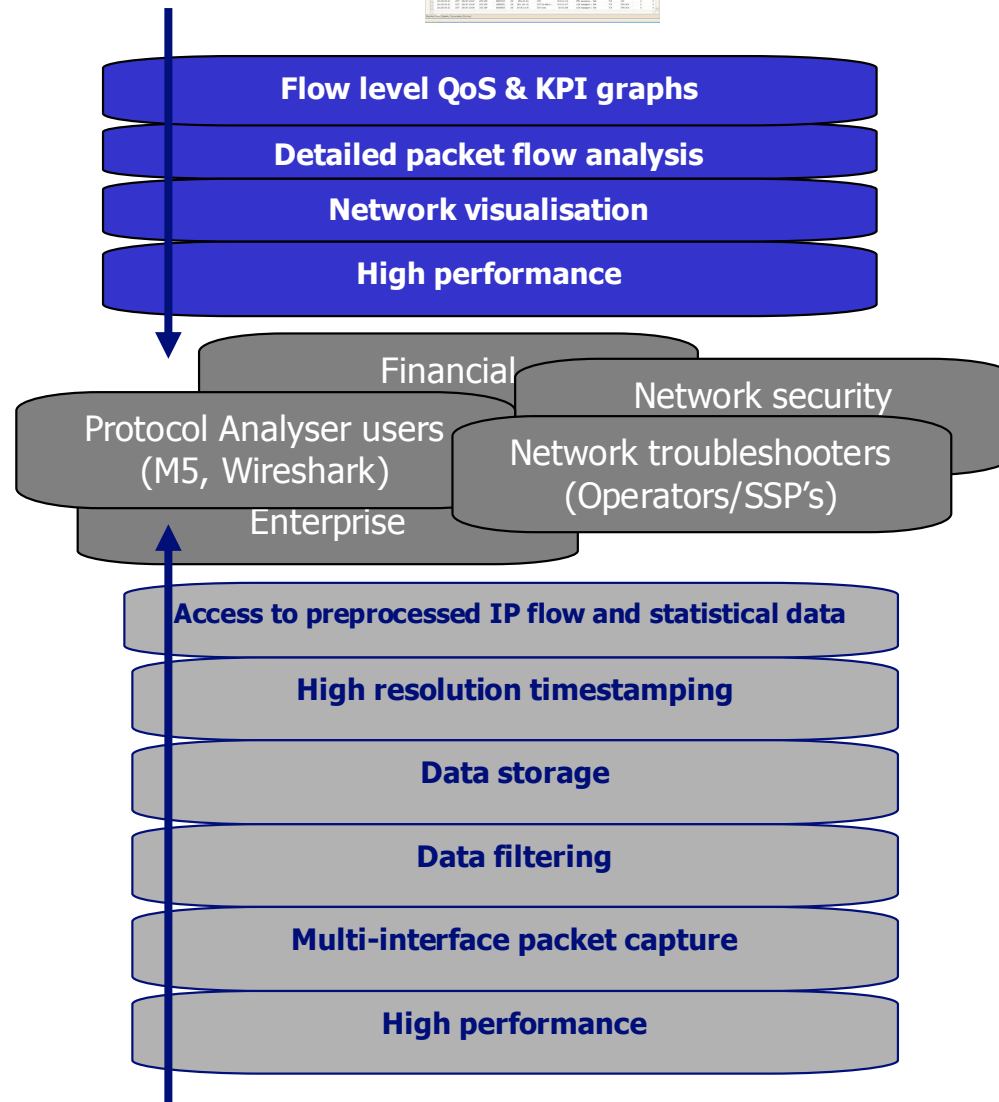 Flow level QoS & KPI graphs
Detailed packet flow analysis
Network visualisation
High performance
Financial
Network security
Protocol Analyser users
(M5, Wireshark)
Network troubleshooters
(Operators/SSP's)
Enterprise
Access to preprocessed IP flow and statistical data
High resolution timestamping
Data storage
Data filtering
Multi-interface packet capture
High performance